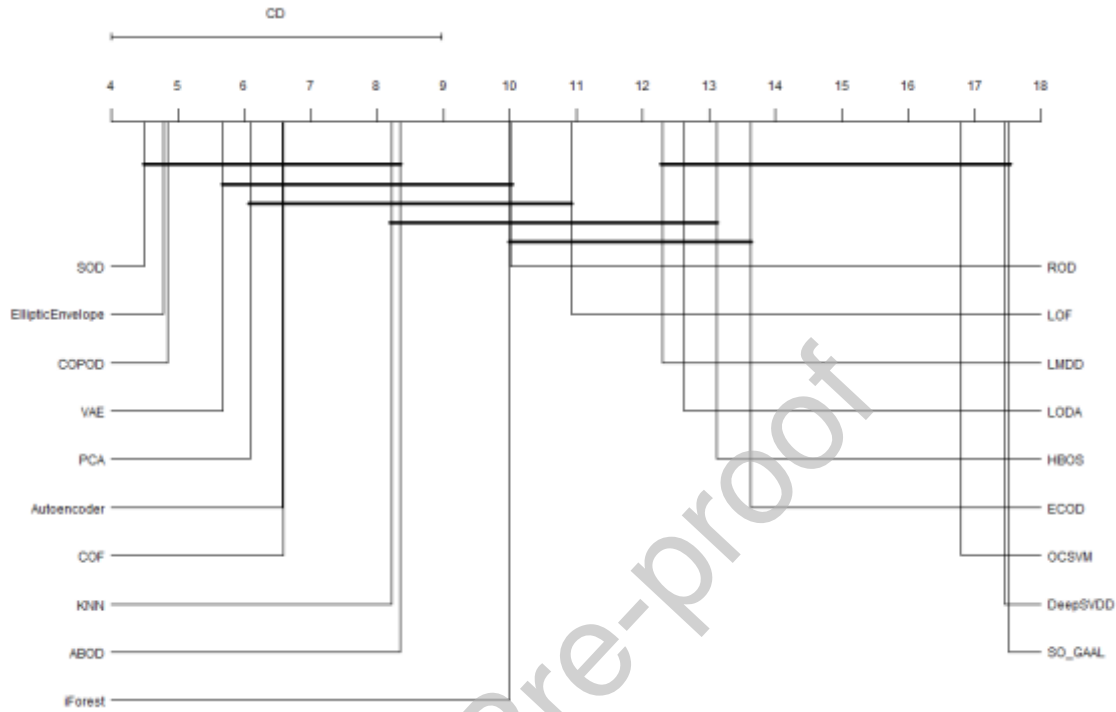 CD
4 5 6 7 8 9 10 11 12 13 14 15 16 17 18
SOD ROD
EllipticEnvelope LOF
COPOD LMDD
VAE LODA
PCA HBOS
Autoencoder ECOD
COF OCSVM
KNN DeepSVDD
ABOD SO_GAAL
iForest
Pre-proof